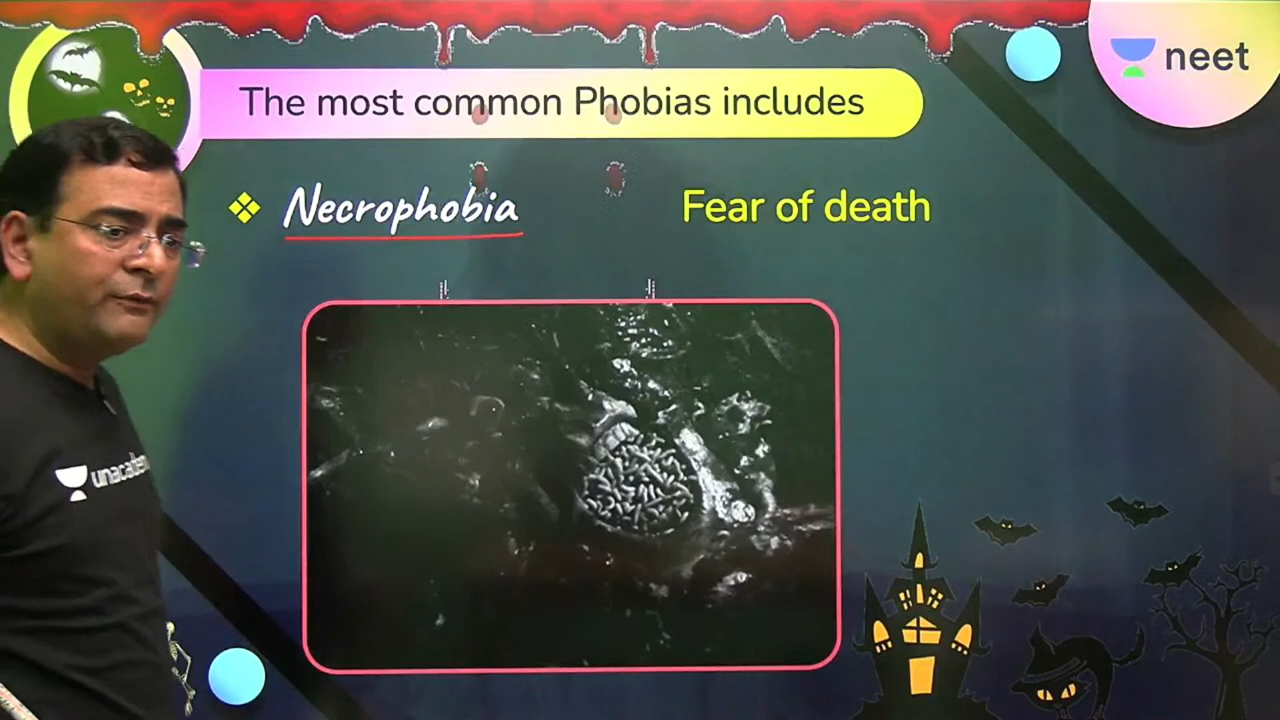 The most common Phobias includes
neet
❖ Necrophobia
Fear of death